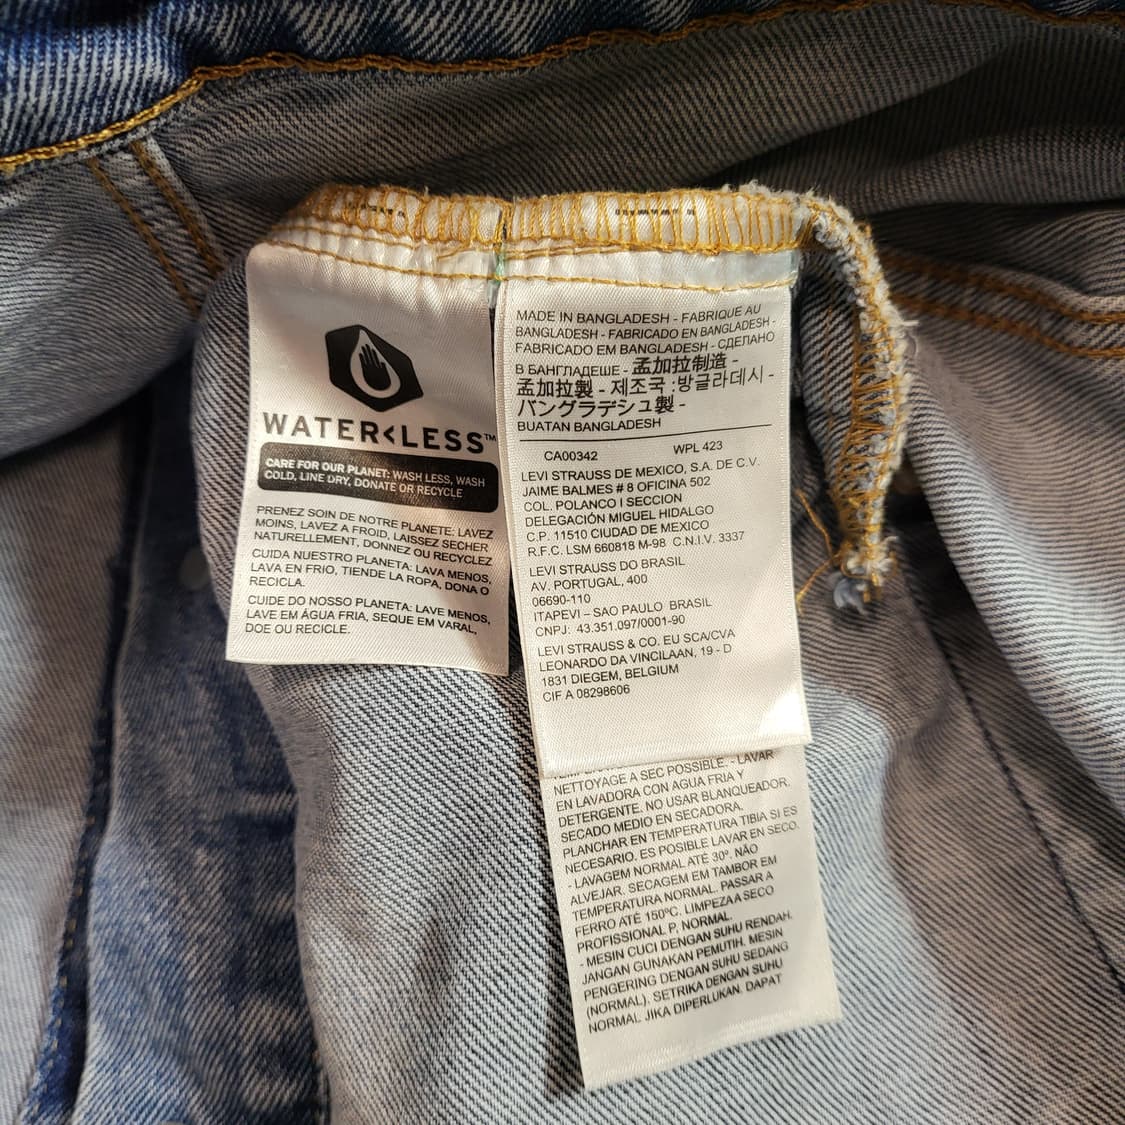 WATER<LESS™
CARE FOR OUR PLANET: WASH LESS, WASH
COLD, LINE DRY, DONATE OR RECYCLE
PRENEZ SOIN DE NOTRE PLANETE: LAVEZ
MOINS, LAVEZ A FROID, LAISSEZ SECHER
NATURELLEMENT, DONNEZ OU RECYCLEZ
CUIDA NUESTRO PLANETA: LAVA MENOS,
LAVA EN FRIO, TIENDE LA ROPA, DONA O
RECICLA.
CUIDE DO NOSSO PLANETA: LAVE MENOS,
LAVE EM ÁGUA FRIA, SEQUE EM VARAL,
DOE OU RECICLE.
MADE IN BANGLADESH - FABRIQUE AU
BANGLADESH - FABRICADO EN BANGLADESH -
FABRICADO EM BANGLADESH - СДЕЛАНО
В БАНГЛАДЕШЕ - 孟加拉制造 -
孟加拉製 - 제조국 :방글라데시 -
バングラデシュ製 -
BUATAN BANGLADESH
CA00342 WPL 423
LEVI STRAUSS DE MEXICO, S.A. DE C.V.
JAIME BALMES # 8 OFICINA 502
COL. POLANCO I SECCION
DELEGACIÓN MIGUEL HIDALGO
C.P. 11510 CIUDAD DE MEXICO
R.F.C. LSM 660818 M-98 C.N.I.V. 3337
LEVI STRAUSS DO BRASIL
AV. PORTUGAL, 400
06690-110
ITAPEVI – SAO PAULO BRASIL
CNPJ: 43.351.097/0001-90
LEVI STRAUSS & CO. EU SCA/CVA
LEONARDO DA VINCILAAN, 19 - D
1831 DIEGEM, BELGIUM
CIF A 08298606
NETTOYAGE A SEC POSSIBLE. - LAVAR
EN LAVADORA CON AGUA FRIA Y
DETERGENTE. NO USAR BLANQUEADOR.
SECADO MEDIO EN SECADORA.
PLANCHAR EN TEMPERATURA TIBIA SI ES
NECESARIO. ES POSIBLE LAVAR EN SECO.
- LAVAGEM NORMAL ATÉ 30º. NÃO
ALVEJAR. SECAGEM EM TAMBOR EM
TEMPERATURA NORMAL. PASSAR A
FERRO ATÉ 150ºC. LIMPEZA A SECO
PROFISSIONAL P, NORMAL.
- MESIN CUCI DENGAN SUHU RENDAH.
JANGAN GUNAKAN PEMUTIH. MESIN
PENGERING DENGAN SUHU SEDANG
(NORMAL). SETRIKA DENGAN SUHU
NORMAL JIKA DIPERLUKAN. DAPAT